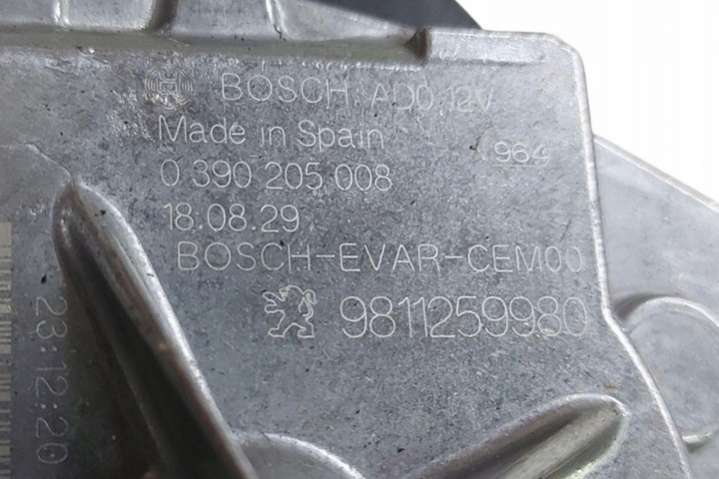 BOSCH ADO 12V
Made in Spain
964
0 390 205 008
18.08.29
BOSCH-EVAR-CEM00
9811259980
23:12:20